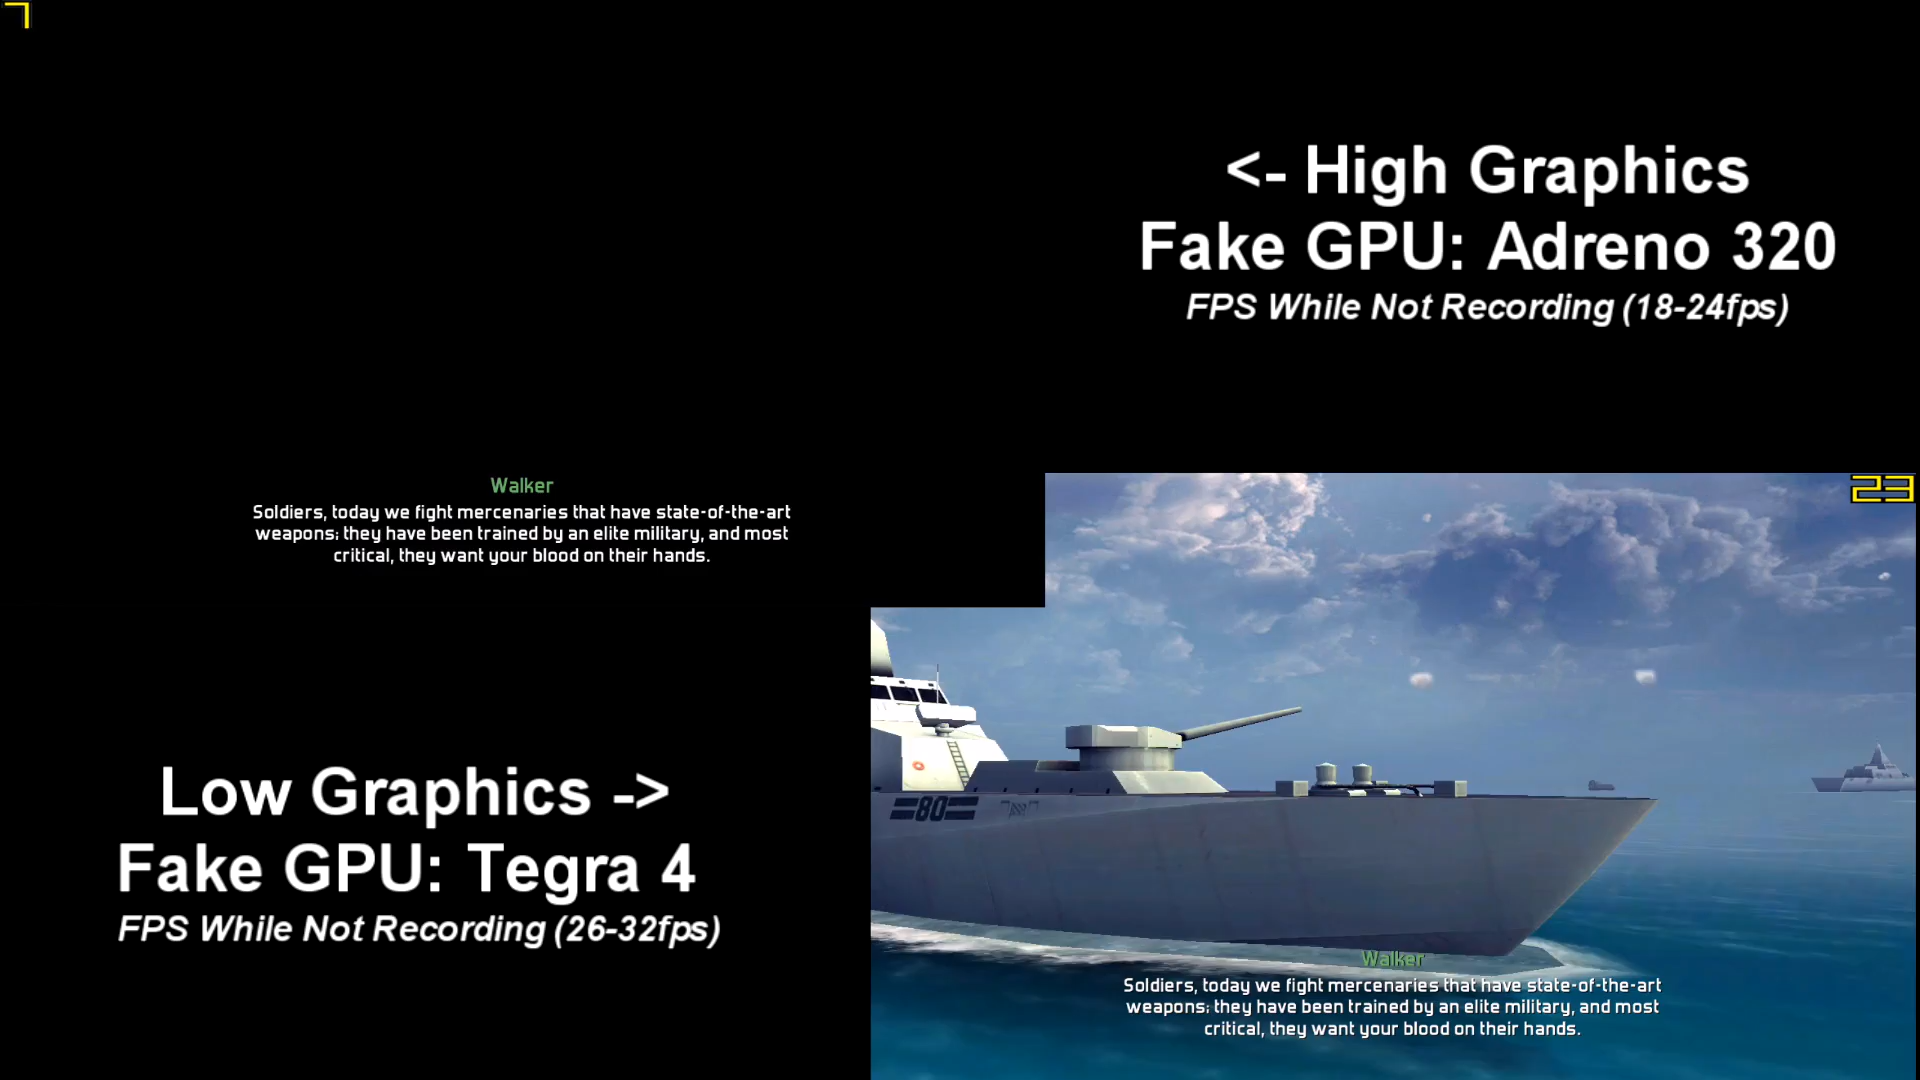 7
<- High Graphics
Fake GPU: Adreno 320
FPS While Not Recording (18-24fps)
Walker
Soldiers, today we fight mercenaries that have state-of-the-art
weapons; they have been trained by an elite military, and most
critical, they want your blood on their hands.
23
Low Graphics ->
Fake GPU: Tegra 4
FPS While Not Recording (26-32fps)
80
Walker
Soldiers, today we fight mercenaries that have state-of-the-art
weapons; they have been trained by an elite military, and most
critical, they want your blood on their hands.